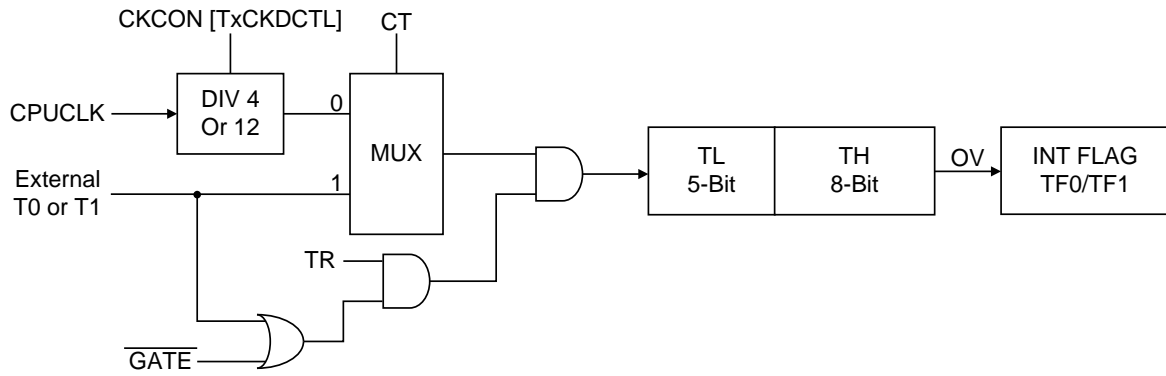 CKCON [TxCKDCTL]
CT
CPUCLK
DIV 4
Or 12
0
MUX
External
T0 or T1
1
TL
5-Bit
TH
8-Bit
OV
INT FLAG
TF0/TF1
TR
GATE